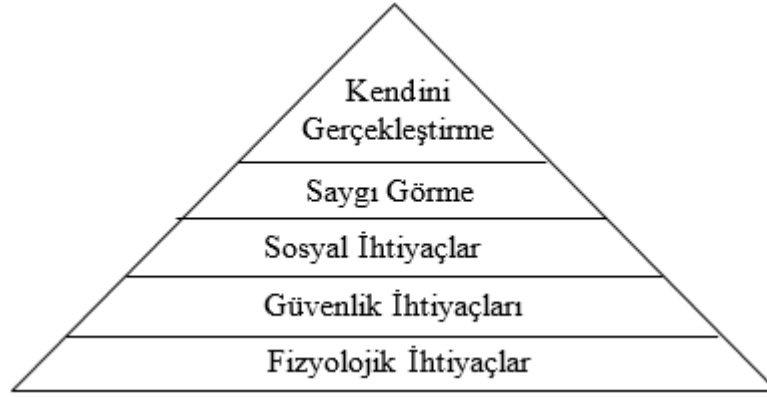 Kendini
Gerçekleştirme
Saygı Görme
Sosyal İhtiyaçlar
Güvenlik İhtiyaçları
Fizyolojik İhtiyaçlar